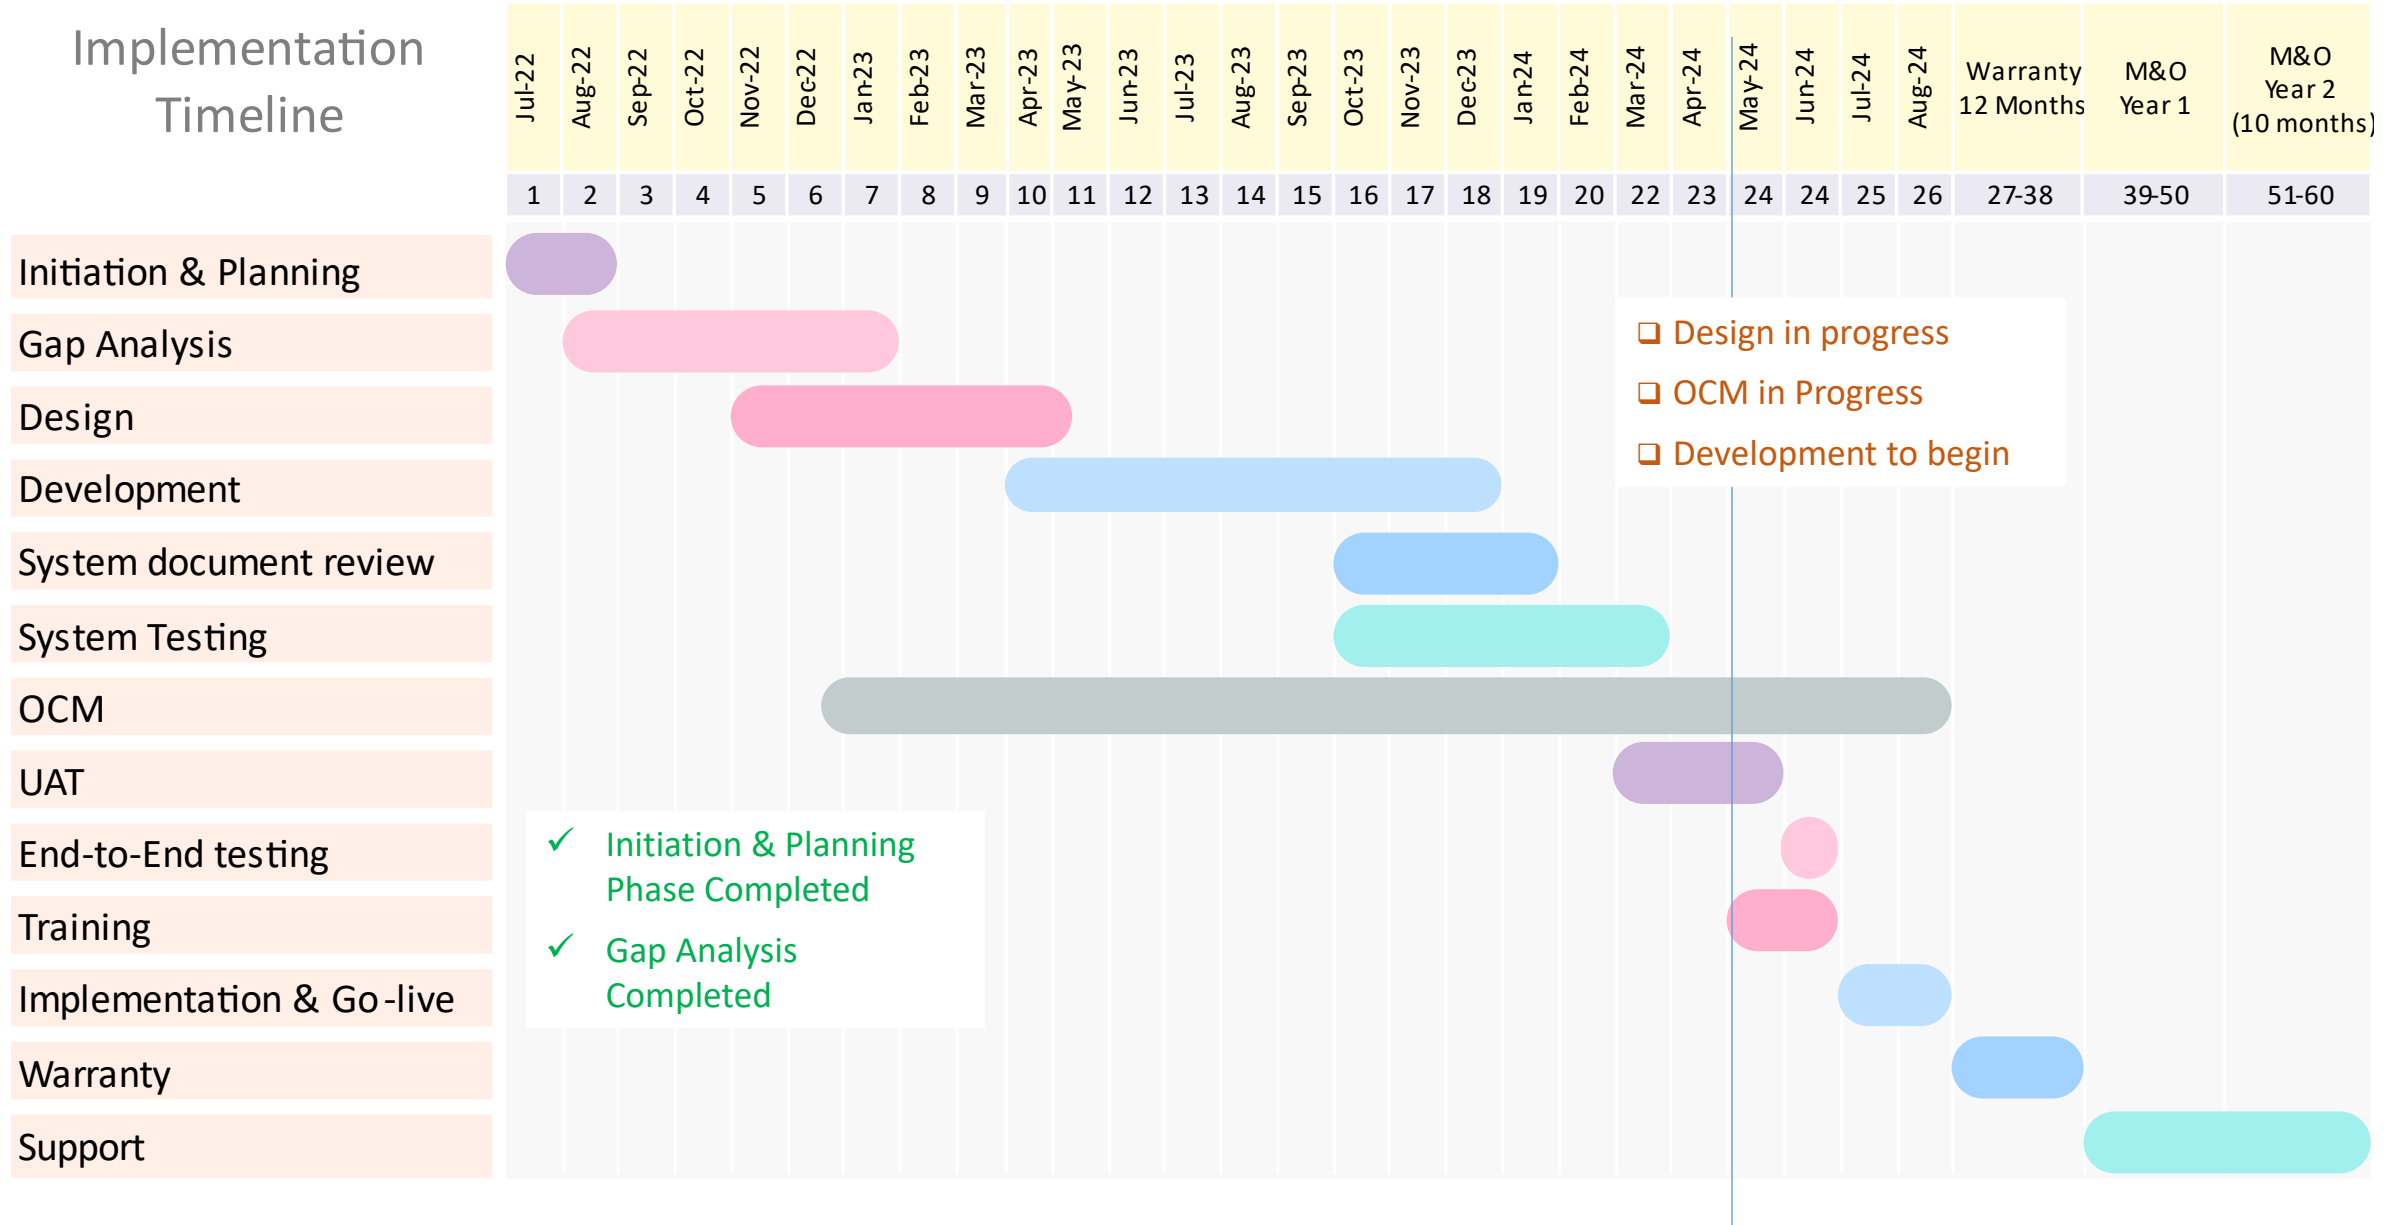 Implementation
Timeline
Jul-22
Aug-22
Sep-22
Oct-22
Nov-22
Dec-22
Jan-23
Feb-23
Mar-23
Apr-23
May-23
Jun-23
Jul-23
Aug-23
Sep-23
Oct-23
Nov-23
Dec-23
Jan-24
Feb-24
Mar-24
Apr-24
May-24
Jun-24
Jul-24
Aug-24
Warranty
12 Months
M&O
Year 1
M&O
Year 2
(10 months)
1 2 3 4 5 6 7 8 9 10 11 12 13 14 15 16 17 18 19 20 22 23 24 24 25 26 27-38 39-50 51-60
Initiation & Planning
Gap Analysis
Design
Development
System document review
System Testing
OCM
UAT
End-to-End testing
Training
Implementation & Go-live
Warranty
Support
❑ Design in progress
❑ OCM in Progress
❑ Development to begin
✓ Initiation & Planning
Phase Completed
✓ Gap Analysis
Completed